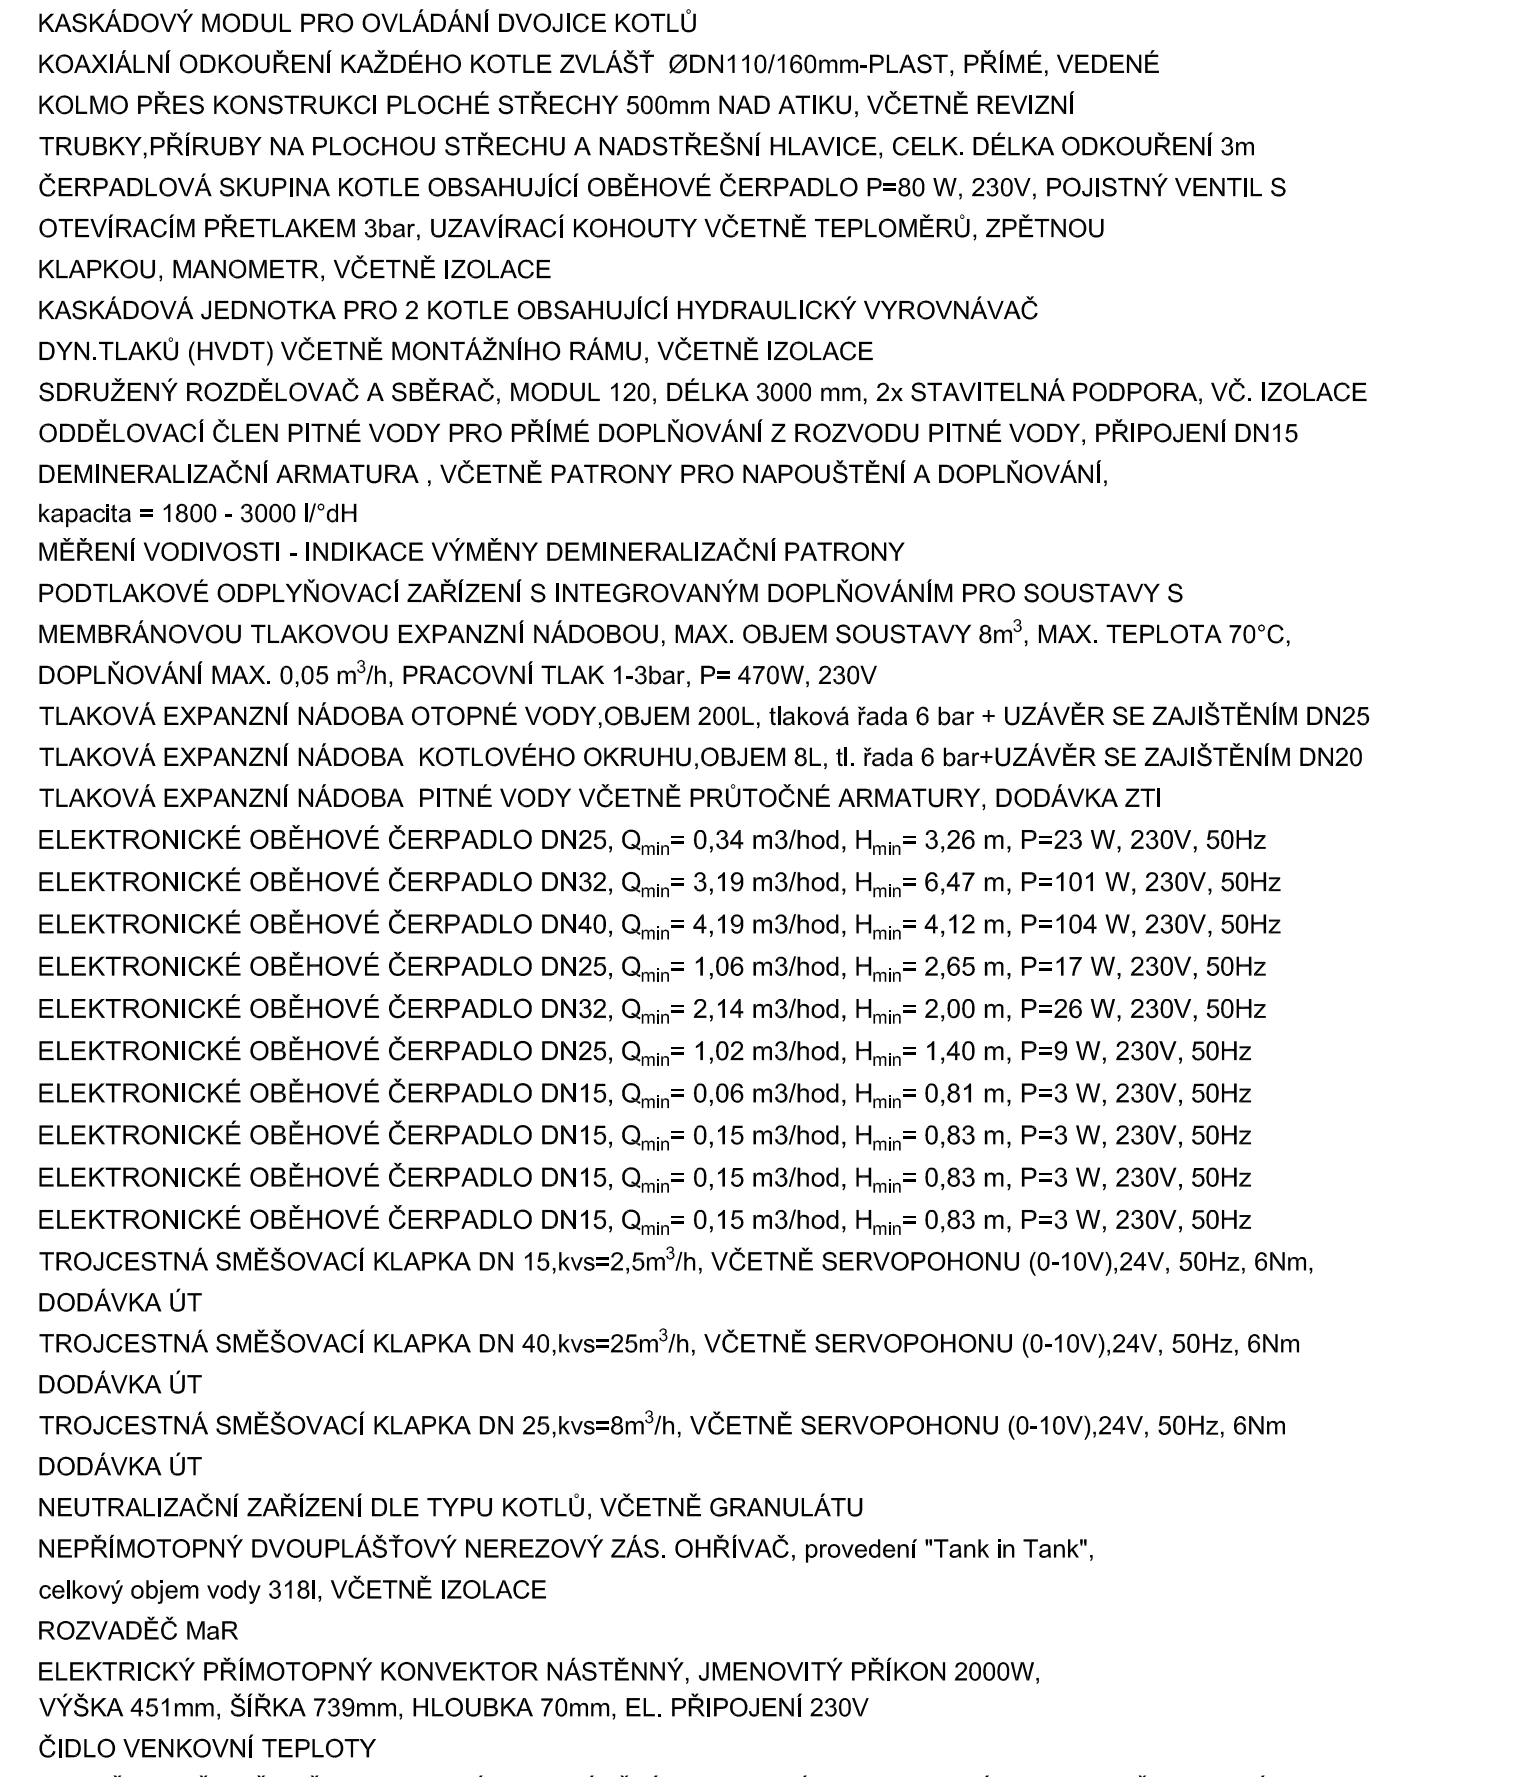 KASKÁDOVÝ MODUL PRO OVLÁDÁNÍ DVOJICE KOTLŮ
KOAXIÁLNÍ ODKOUŘENÍ KAŽDÉHO KOTLE ZVLÁŠŤ ØDN110/160mm-PLAST, PŘÍMÉ, VEDENÉ
KOLMO PŘES KONSTRUKCI PLOCHÉ STŘECHY 500mm NAD ATIKU, VČETNĚ REVIZNÍ
TRUBKY,PŘÍRUBY NA PLOCHOU STŘECHU A NADSTŘEŠNÍ HLAVICE, CELK. DÉLKA ODKOUŘENÍ 3m
ČERPADLOVÁ SKUPINA KOTLE OBSAHUJÍCÍ OBĚHOVÉ ČERPADLO P=80 W, 230V, POJISTNÝ VENTIL S
OTEVÍRACÍM PŘETLAKEM 3bar, UZAVÍRACÍ KOHOUTY VČETNĚ TEPLOMĚRŮ, ZPĚTNOU
KLAPKOU, MANOMETR, VČETNĚ IZOLACE
KASKÁDOVÁ JEDNOTKA PRO 2 KOTLE OBSAHUJÍCÍ HYDRAULICKÝ VYROVNÁVAČ
DYN.TLAKŮ (HVDT) VČETNĚ MONTÁŽNÍHO RÁMU, VČETNĚ IZOLACE
SDRUŽENÝ ROZDĚLOVAČ A SBĚRAČ, MODUL 120, DÉLKA 3000 mm, 2x STAVITELNÁ PODPORA, VČ. IZOLACE
ODDĚLOVACÍ ČLEN PITNÉ VODY PRO PŘÍMÉ DOPLŇOVÁNÍ Z ROZVODU PITNÉ VODY, PŘIPOJENÍ DN15
DEMINERALIZAČNÍ ARMATURA , VČETNĚ PATRONY PRO NAPOUŠTĚNÍ A DOPLŇOVÁNÍ,
kapacita = 1800 - 3000 l/°dH
MĚŘENÍ VODIVOSTI - INDIKACE VÝMĚNY DEMINERALIZAČNÍ PATRONY
PODTLAKOVÉ ODPLYŇOVACÍ ZAŘÍZENÍ S INTEGROVANÝM DOPLŇOVÁNÍM PRO SOUSTAVY S
MEMBRÁNOVOU TLAKOVOU EXPANZNÍ NÁDOBOU, MAX. OBJEM SOUSTAVY 8m³, MAX. TEPLOTA 70°C,
DOPLŇOVÁNÍ MAX. 0,05 m³/h, PRACOVNÍ TLAK 1-3bar, P= 470W, 230V
TLAKOVÁ EXPANZNÍ NÁDOBA OTOPNÉ VODY,OBJEM 200L, tlaková řada 6 bar + UZÁVĚR SE ZAJIŠTĚNÍM DN25
TLAKOVÁ EXPANZNÍ NÁDOBA KOTLOVÉHO OKRUHU,OBJEM 8L, tl. řada 6 bar+UZÁVĚR SE ZAJIŠTĚNÍM DN20
TLAKOVÁ EXPANZNÍ NÁDOBA PITNÉ VODY VČETNĚ PRŮTOČNÉ ARMATURY, DODÁVKA ZTI
ELEKTRONICKÉ OBĚHOVÉ ČERPADLO DN25, Qmin= 0,34 m3/hod, Hmin= 3,26 m, P=23 W, 230V, 50Hz
ELEKTRONICKÉ OBĚHOVÉ ČERPADLO DN32, Qmin= 3,19 m3/hod, Hmin= 6,47 m, P=101 W, 230V, 50Hz
ELEKTRONICKÉ OBĚHOVÉ ČERPADLO DN40, Qmin= 4,19 m3/hod, Hmin= 4,12 m, P=104 W, 230V, 50Hz
ELEKTRONICKÉ OBĚHOVÉ ČERPADLO DN25, Qmin= 1,06 m3/hod, Hmin= 2,65 m, P=17 W, 230V, 50Hz
ELEKTRONICKÉ OBĚHOVÉ ČERPADLO DN32, Qmin= 2,14 m3/hod, Hmin= 2,00 m, P=26 W, 230V, 50Hz
ELEKTRONICKÉ OBĚHOVÉ ČERPADLO DN25, Qmin= 1,02 m3/hod, Hmin= 1,40 m, P=9 W, 230V, 50Hz
ELEKTRONICKÉ OBĚHOVÉ ČERPADLO DN15, Qmin= 0,06 m3/hod, Hmin= 0,81 m, P=3 W, 230V, 50Hz
ELEKTRONICKÉ OBĚHOVÉ ČERPADLO DN15, Qmin= 0,15 m3/hod, Hmin= 0,83 m, P=3 W, 230V, 50Hz
ELEKTRONICKÉ OBĚHOVÉ ČERPADLO DN15, Qmin= 0,15 m3/hod, Hmin= 0,83 m, P=3 W, 230V, 50Hz
ELEKTRONICKÉ OBĚHOVÉ ČERPADLO DN15, Qmin= 0,15 m3/hod, Hmin= 0,83 m, P=3 W, 230V, 50Hz
TROJCESTNÁ SMĚŠOVACÍ KLAPKA DN 15,kvs=2,5m³/h, VČETNĚ SERVOPOHONU (0-10V),24V, 50Hz, 6Nm,
DODÁVKA ÚT
TROJCESTNÁ SMĚŠOVACÍ KLAPKA DN 40,kvs=25m³/h, VČETNĚ SERVOPOHONU (0-10V),24V, 50Hz, 6Nm
DODÁVKA ÚT
TROJCESTNÁ SMĚŠOVACÍ KLAPKA DN 25,kvs=8m³/h, VČETNĚ SERVOPOHONU (0-10V),24V, 50Hz, 6Nm
DODÁVKA ÚT
NEUTRALIZAČNÍ ZAŘÍZENÍ DLE TYPU KOTLŮ, VČETNĚ GRANULÁTU
NEPŘÍMOTOPNÝ DVOUPLÁŠŤOVÝ NEREZOVÝ ZÁS. OHŘÍVAČ, provedení "Tank in Tank",
celkový objem vody 318l, VČETNĚ IZOLACE
ROZVADĚČ MaR
ELEKTRICKÝ PŘÍMOTOPNÝ KONVEKTOR NÁSTĚNNÝ, JMENOVITÝ PŘÍKON 2000W,
VÝŠKA 451mm, ŠÍŘKA 739mm, HLOUBKA 70mm, EL. PŘIPOJENÍ 230V
ČIDLO VENKOVNÍ TEPLOTY